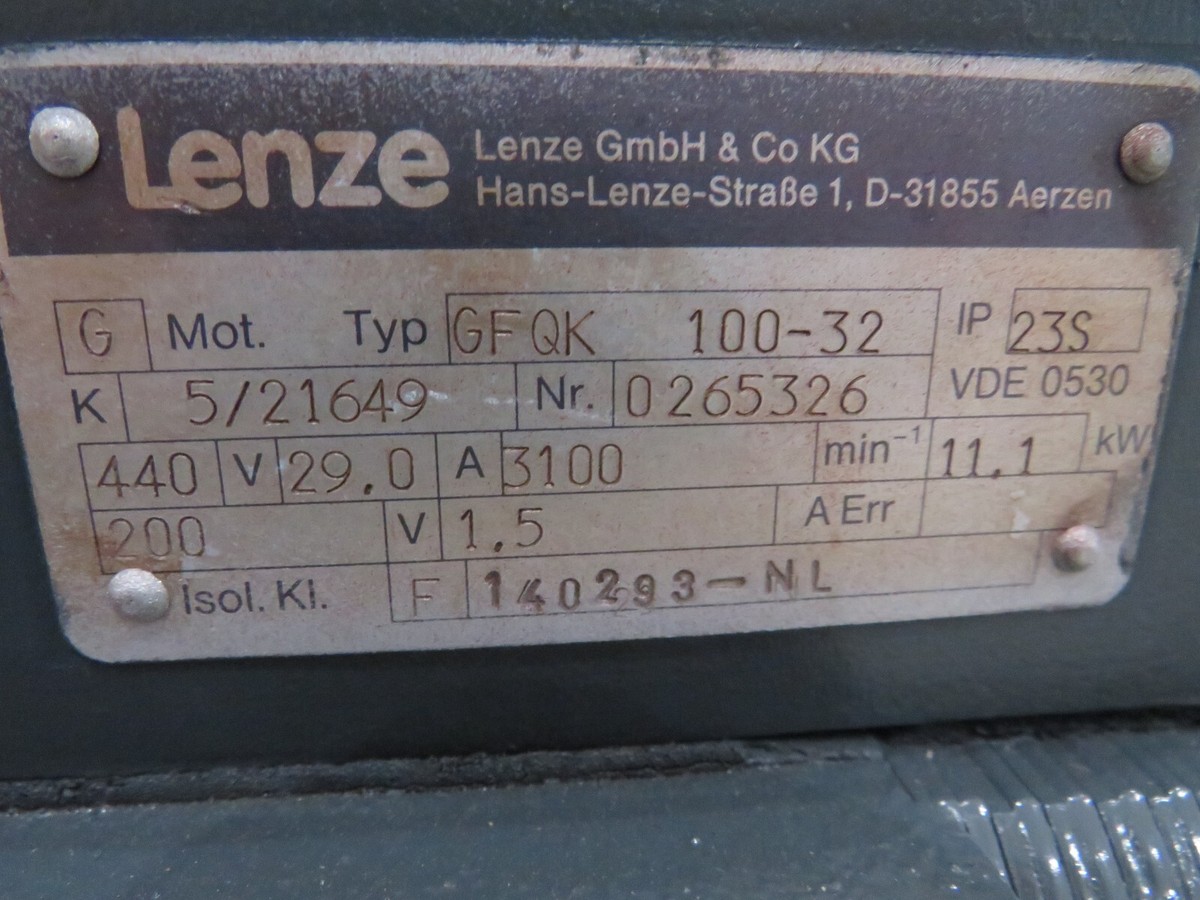 Lenze
Lenze GmbH & Co KG
Hans-Lenze-Straße 1, D-31855 Aerzen
G Mot. Typ GFQK 100-32 IP 23S
K 5/21649 Nr. 0265326 VDE 0530
440 V 29.0 A 3100 min⁻¹ 11.1 kW
200 V 1.5 A Err
Isol. Kl. F 140293-NL